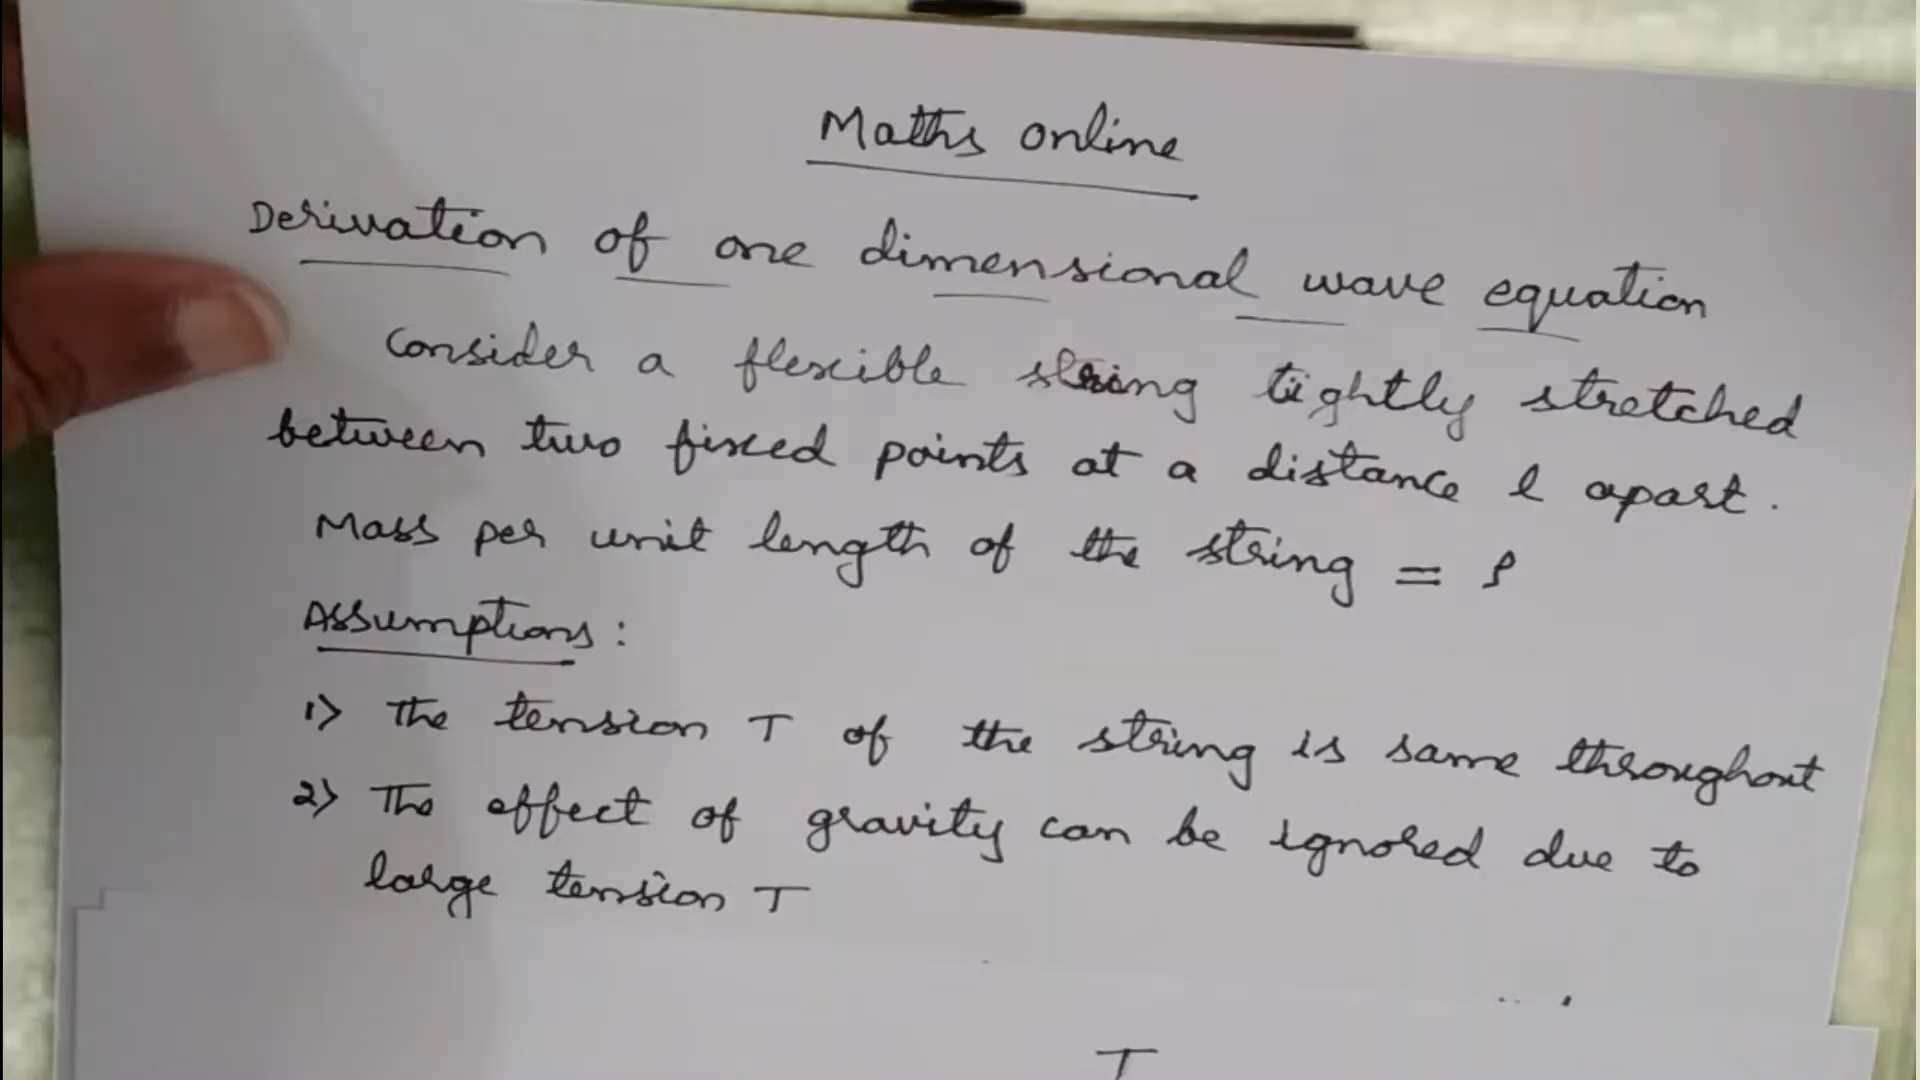 Maths online
Derivation of one dimensional wave equation
Consider a flexible string tightly stretched
between two fixed points at a distance l apart.
Mass per unit length of the string = ρ
Assumptions :
1) The tension T of the string is same throughout
2) The effect of gravity can be ignored due to
large tension T
T